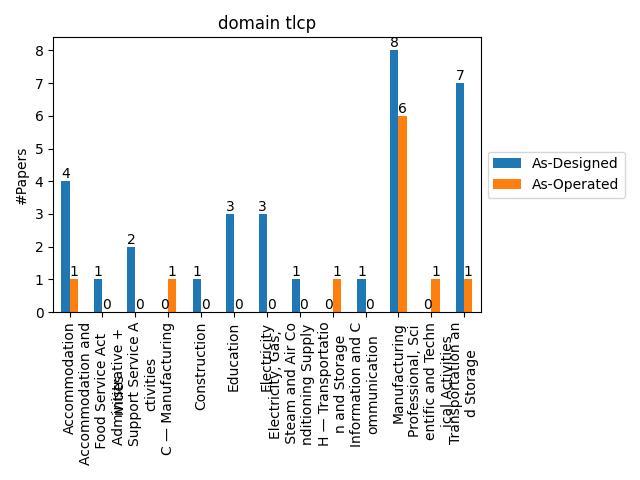 domain tlcp
#Papers
8
7
6
5
4
3
2
1
0
4
1
1
0
2
0
0
1
1
0
3
0
3
0
1
0
0
1
1
0
8
6
0
1
7
1
As-Designed
As-Operated
Accommodation
Accommodation and
Food Service Act
ivities
Administrative +
Support Service A
ctivities
C — Manufacturing
Construction
Education
Electricity
Electricity, Gas,
Steam and Air Co
nditioning Supply
H — Transportatio
n and Storage
Information and C
ommunication
Manufacturing
Professional, Sci
entific and Techn
ical Activities
Transportation an
d Storage